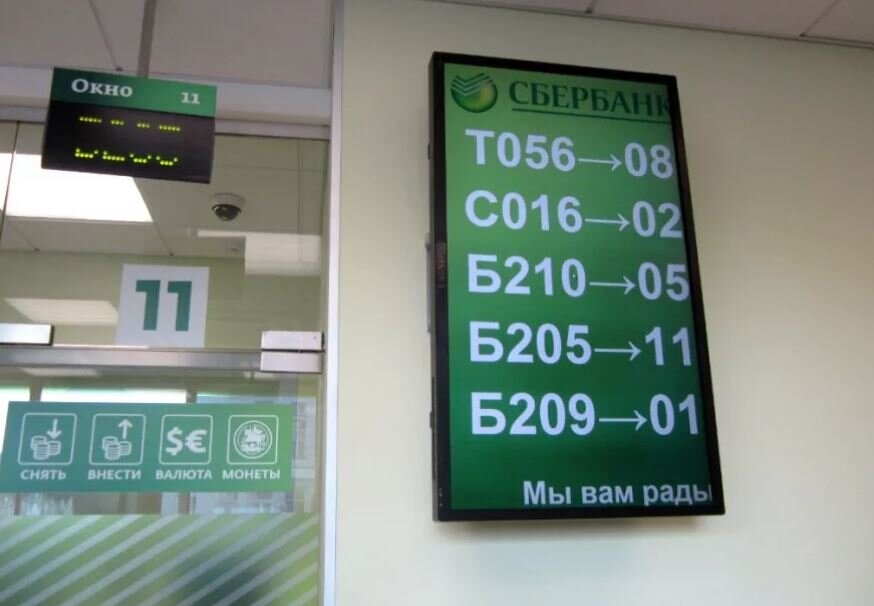 Окно 11
11
$€
СНЯТЬ ВНЕСТИ ВАЛЮТА МОНЕТЫ
СБЕРБАНК
Т056→08
С016→02
Б210→05
Б205→11
Б209→01
Мы вам рады